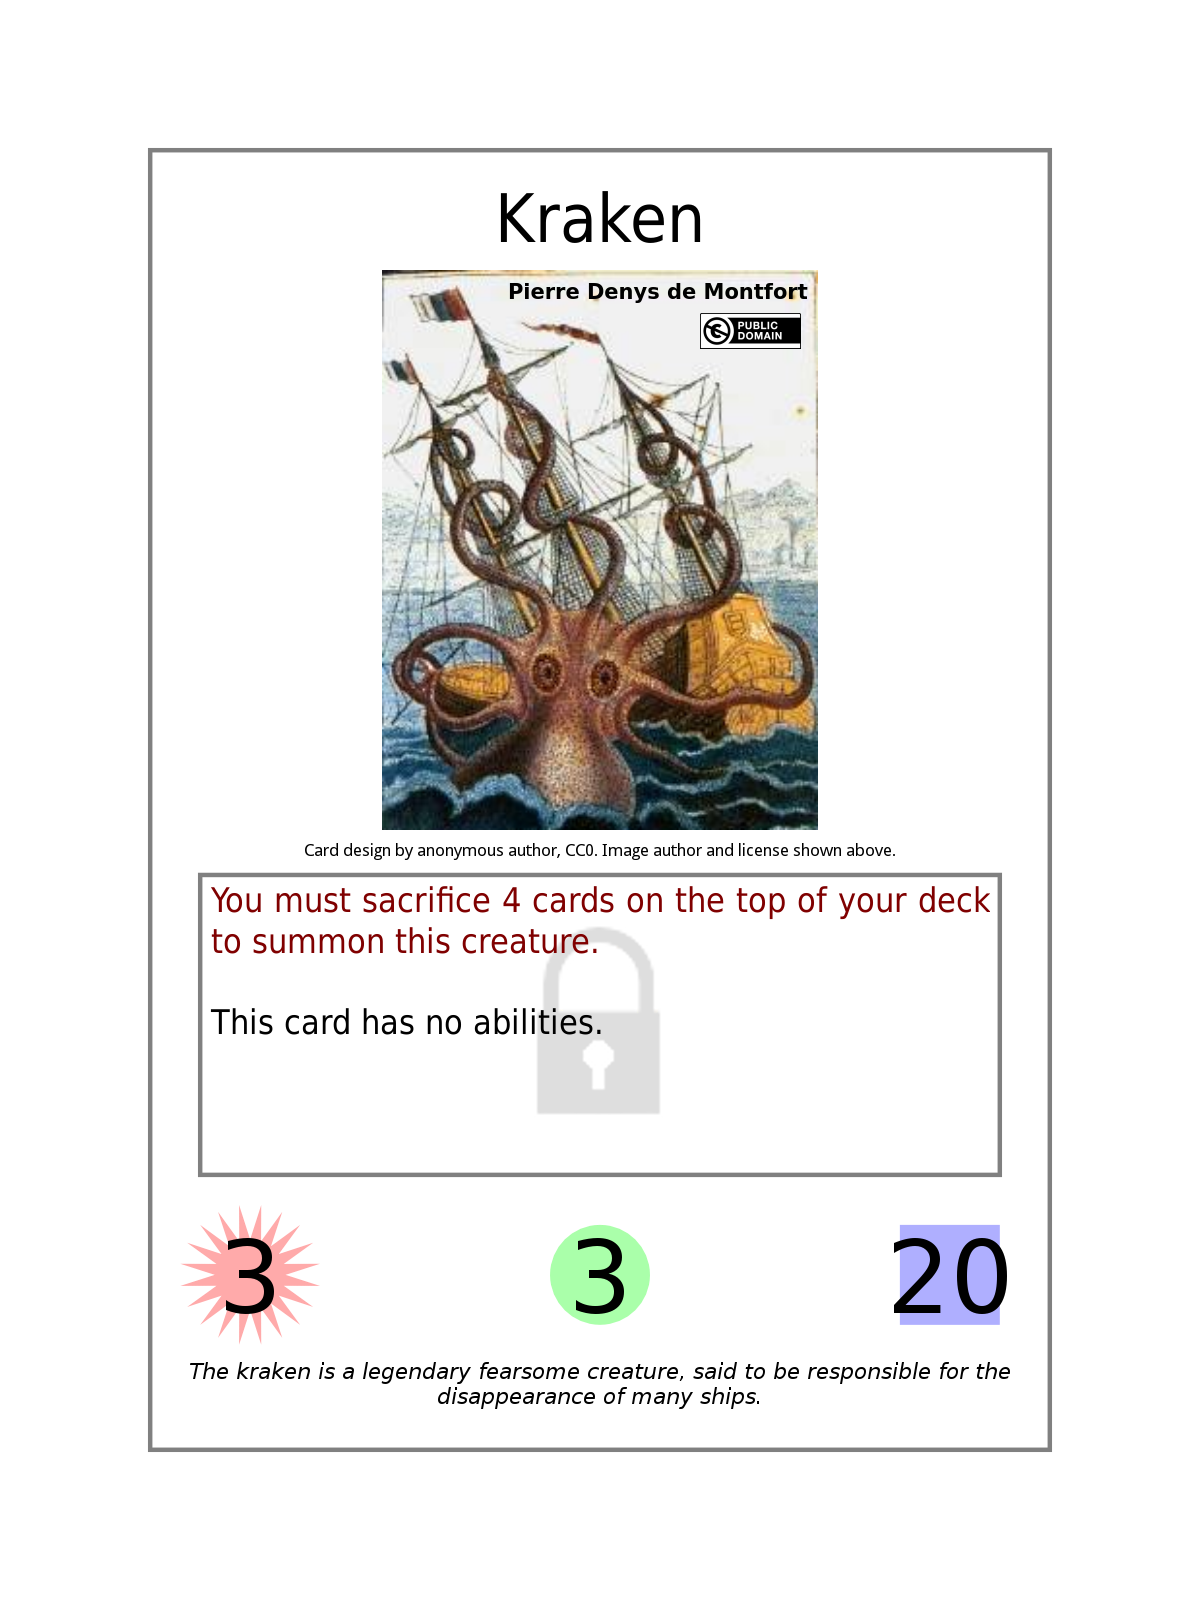 Kraken
Pierre Denys de Montfort
PUBLIC
DOMAIN
Card design by anonymous author, CC0. Image author and license shown above.
You must sacrifice 4 cards on the top of your deck
to summon this creature.
This card has no abilities.
3 3 20
The kraken is a legendary fearsome creature, said to be responsible for the
disappearance of many ships.